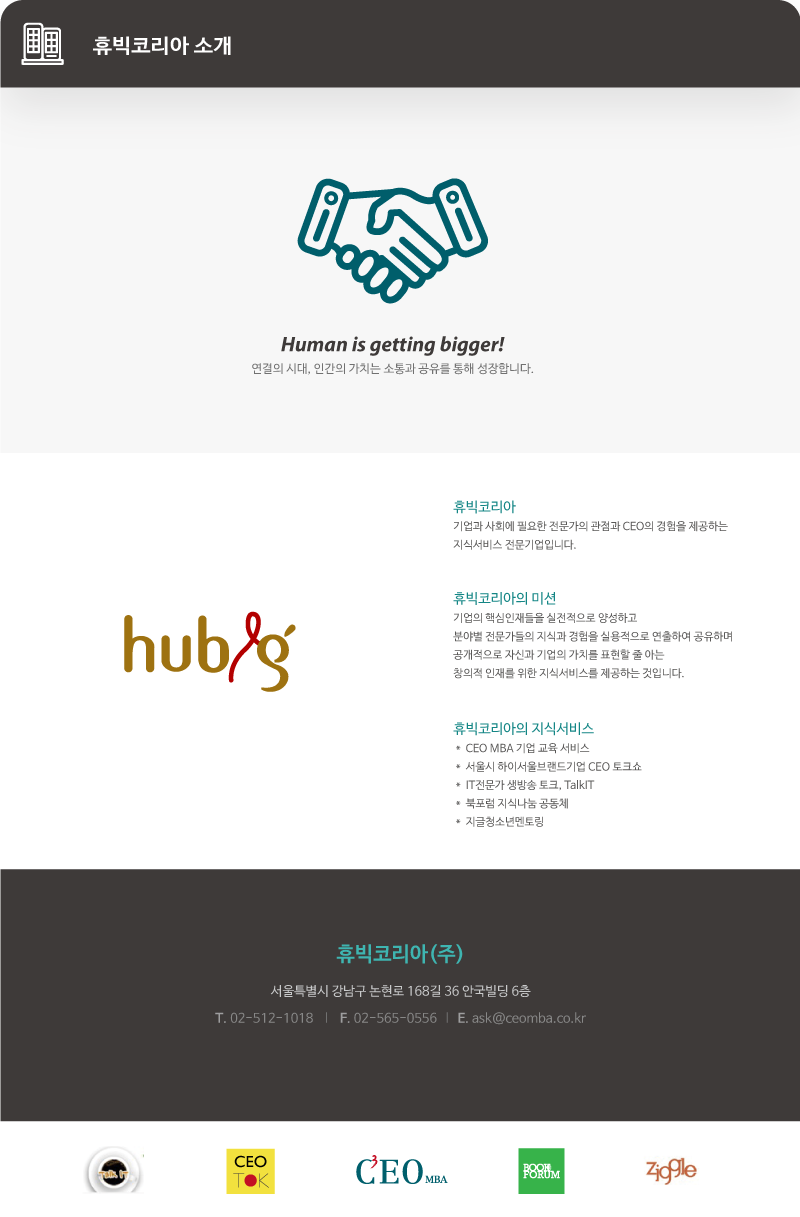 휴빅코리아 소개
Human is getting bigger!
연결의 시대, 인간의 가치는 소통과 공유를 통해 성장합니다.
hubig
휴빅코리아
기업과 사회에 필요한 전문가의 관점과 CEO의 경험을 제공하는
지식서비스 전문기업입니다.
휴빅코리아의 미션
기업의 핵심인재들을 실전적으로 양성하고
분야별 전문가들의 지식과 경험을 실용적으로 연출하여 공유하며
공개적으로 자신과 기업의 가치를 표현할 줄 아는
창의적 인재를 위한 지식서비스를 제공하는 것입니다.
휴빅코리아의 지식서비스
* CEO MBA 기업 교육 서비스
* 서울시 하이서울브랜드기업 CEO 토크쇼
* IT전문가 생방송 토크, TalkIT
* 북포럼 지식나눔 공동체
* 지글청소년멘토링
휴빅코리아(주)
서울특별시 강남구 논현로 168길 36 안국빌딩 6층
T. 02-512-1018 | F. 02-565-0556 | E. ask@ceomba.co.kr
Talk IT
CEO
TOK
C3EO MBA
BOOK
FORUM
ziggle